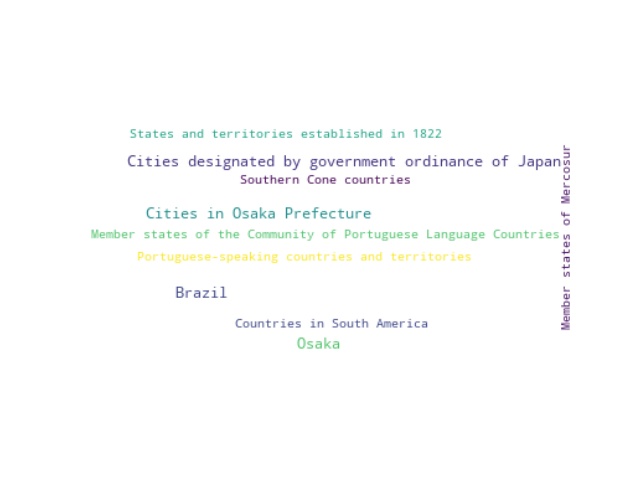 States and territories established in 1822
Cities designated by government ordinance of Japan
Southern Cone countries
Cities in Osaka Prefecture
Member states of the Community of Portuguese Language Countries
Portuguese-speaking countries and territories
Brazil
Countries in South America
Osaka
Member states of Mercosur